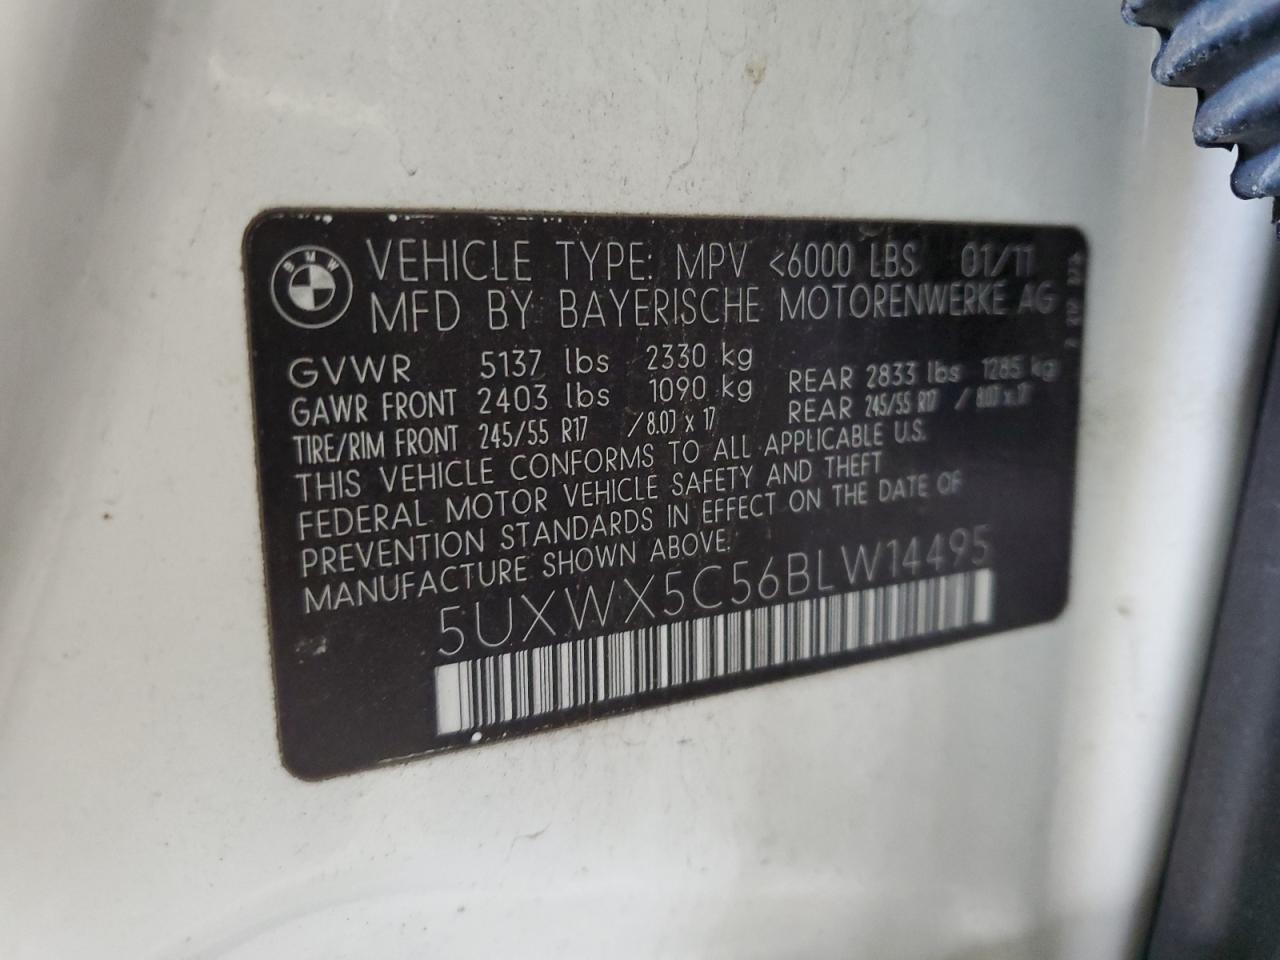 BMW
VEHICLE TYPE: MPV <6000 LBS 01/11
MFD BY BAYERISCHE MOTORENWERKE AG
GVWR 5137 lbs 2330 kg
GAWR FRONT 2403 lbs 1090 kg REAR 2833 lbs 1285 kg
TIRE/RIM FRONT 245/55 R17 /8.0J x 17 REAR 245/55 R17 / 8.0J x 17
THIS VEHICLE CONFORMS TO ALL APPLICABLE U.S.
FEDERAL MOTOR VEHICLE SAFETY AND THEFT
PREVENTION STANDARDS IN EFFECT ON THE DATE OF
MANUFACTURE SHOWN ABOVE.
5UXWX5C56BLW14495